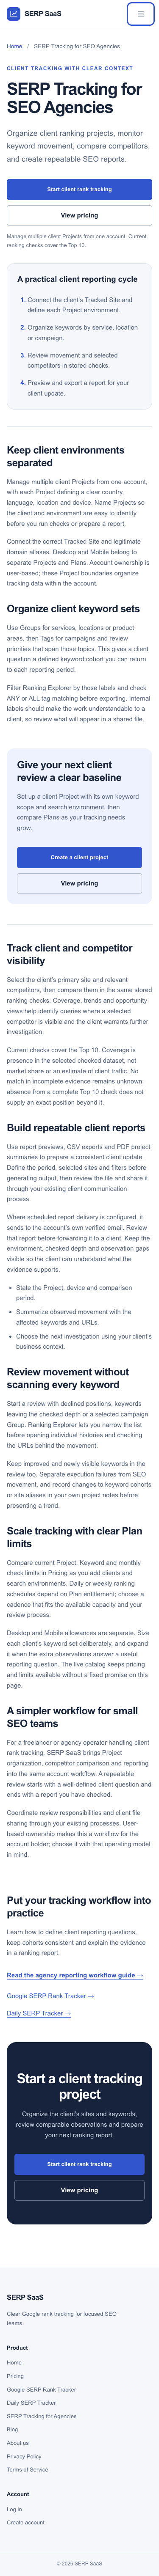 SERP SaaS
Home / SERP Tracking for SEO Agencies
CLIENT TRACKING WITH CLEAR CONTEXT
SERP Tracking for
SEO Agencies
Organize client ranking projects, monitor
keyword movement, compare competitors,
and create repeatable SEO reports.
Start client rank tracking
View pricing
Manage multiple client Projects from one account. Current
ranking checks cover the Top 10.
A practical client reporting cycle
1. Connect the client's Tracked Site and
define each Project environment.
2. Organize keywords by service, location
or campaign.
3. Review movement and selected
competitors in stored checks.
4. Preview and export a report for your
client update.
Keep client environments
separated
Manage multiple client Projects from one account,
with each Project defining a clear country,
language, location and device. Name Projects so
the client and environment are easy to identify
before you run checks or prepare a report.
Connect the correct Tracked Site and legitimate
domain aliases. Desktop and Mobile belong to
separate Projects and Plans. Account ownership is
user-based; these Project boundaries organize
tracking data within the account.
Organize client keyword sets
Use Groups for services, locations or product
areas, then Tags for campaigns and review
priorities that span those topics. This gives a client
question a defined keyword cohort you can return
to each reporting period.
Filter Ranking Explorer by those labels and check
ANY or ALL tag matching before exporting. Internal
labels should make the work understandable to a
client, so review what will appear in a shared file.
Give your next client
review a clear baseline
Set up a client Project with its own keyword
scope and search environment, then
compare Plans as your tracking needs
grow.
Create a client project
View pricing
Track client and competitor
visibility
Select the client's primary site and relevant
competitors, then compare them in the same stored
ranking checks. Coverage, trends and opportunity
views help identify queries where a selected
competitor is visible and the client warrants further
investigation.
Current checks cover the Top 10. Coverage is
presence in the selected checked dataset, not
market share or an estimate of client traffic. No
match in incomplete evidence remains unknown;
absence from a complete Top 10 check does not
supply an exact position beyond it.
Build repeatable client reports
Use report previews, CSV exports and PDF project
summaries to prepare a consistent client update.
Define the period, selected sites and filters before
generating output, then review the file and share it
through your existing client communication
process.
Where scheduled report delivery is configured, it
sends to the account's own verified email. Review
that report before forwarding it to a client. Keep the
environment, checked depth and observation gaps
visible so the client can understand what the
evidence supports.
• State the Project, device and comparison
period.
• Summarize observed movement with the
affected keywords and URLs.
• Choose the next investigation using your client's
business context.
Review movement without
scanning every keyword
Start a review with declined positions, keywords
leaving the checked depth or a selected campaign
Group. Ranking Explorer lets you inspect the list
before opening individual histories and checking
the URLs behind the movement.
Keep improved and newly visible keywords in the
review too. Separate execution failures from SEO
movement, and record changes to keyword cohorts
or site aliases in your own project notes before
presenting a trend.
Scale tracking with clear Plan
limits
Compare current Project, Keyword and monthly
check limits in Pricing as you add clients and
search environments. Daily or weekly ranking
schedules depend on Plan entitlement; choose a
cadence that fits the available capacity and your
review process.
Desktop and Mobile allowances are separate. Size
each client's keyword set deliberately, and expand
it when the extra observations answer a useful
reporting question. The live catalog keeps pricing
and limits available without a fixed promise on this
page.
A simpler workflow for small
SEO teams
For a freelancer or agency operator handling client
rank tracking, SERP SaaS brings Project
organization, competitor comparison and reporting
into one account workflow. A repeatable
review starts with a well-defined client question and
ends with a report you have checked.
Coordinate review responsibilities and client file
sharing through your existing processes. User-
based ownership makes this a workflow for the
account holder; choose it with that operating model
in mind.
Put your tracking workflow into
practice
Learn how to define client reporting questions,
keep cohorts consistent and explain the evidence
in a ranking report.
Read the agency reporting workflow guide →
Google SERP Rank Tracker →
Daily SERP Tracker →
Start a client tracking
project
Organize the client's sites and keywords,
review comparable observations and prepare
your next ranking report.
Start client rank tracking
View pricing
SERP SaaS
Clear Google rank tracking for focused SEO
teams.
Product
Home
Pricing
Google SERP Rank Tracker
Daily SERP Tracker
SERP Tracking for Agencies
Blog
About us
Privacy Policy
Terms of Service
Account
Log in
Create account
© 2026 SERP SaaS